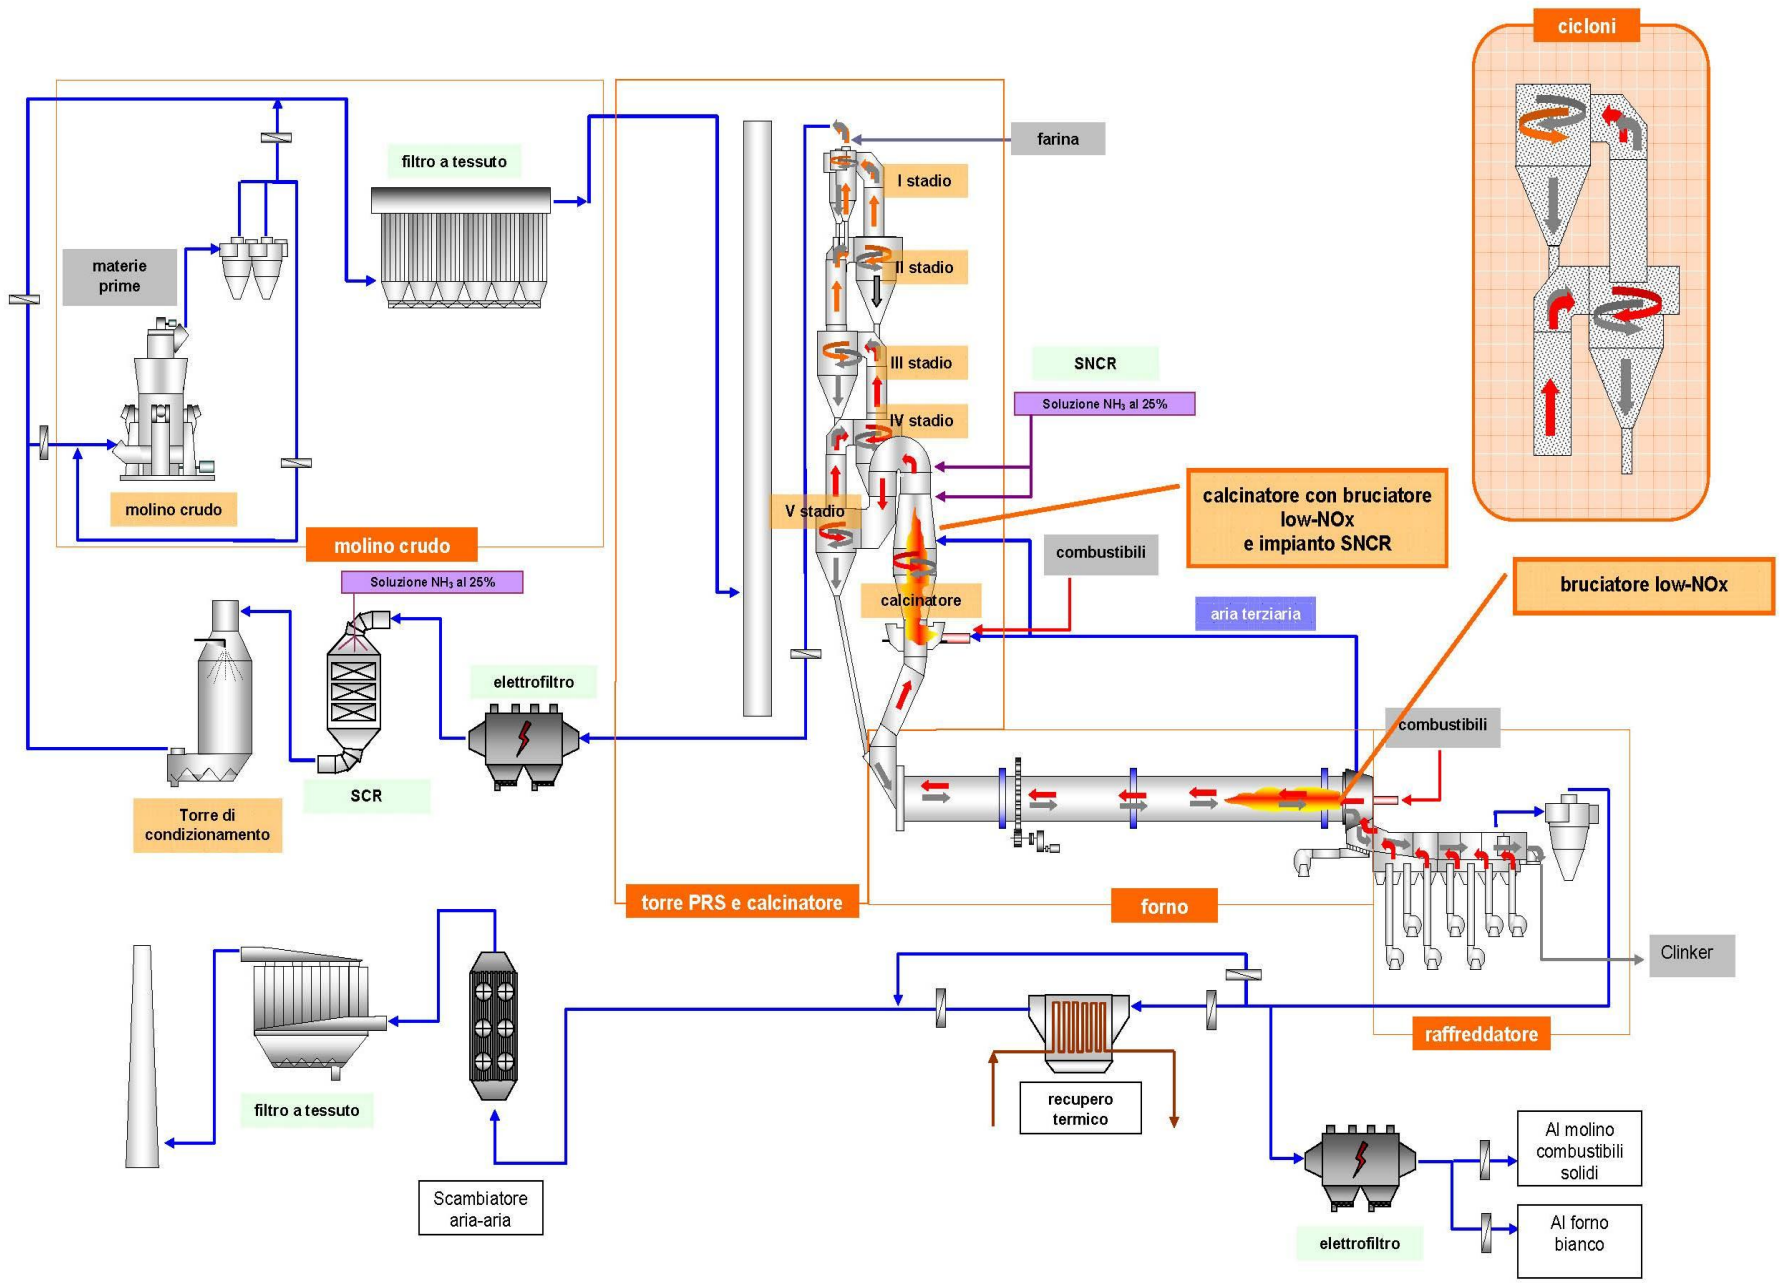 cicloni
filtro a tessuto
farina
I stadio
materie
prime
II stadio
III stadio
SNCR
Soluzione NH₃ al 25%
IV stadio
calcinatore con bruciatore
low-NOx
e impianto SNCR
molino crudo
V stadio
molino crudo
combustibili
bruciatore low-NOx
Soluzione NH₃ al 25%
calcinatore
aria terziaria
elettrofiltro
combustibili
SCR
Torre di
condizionamento
torre PRS e calcinatore
forno
Clinker
raffreddatore
filtro a tessuto
recupero
termico
Scambiatore
aria-aria
Al molino
combustibili
solidi
elettrofiltro
Al forno
bianco